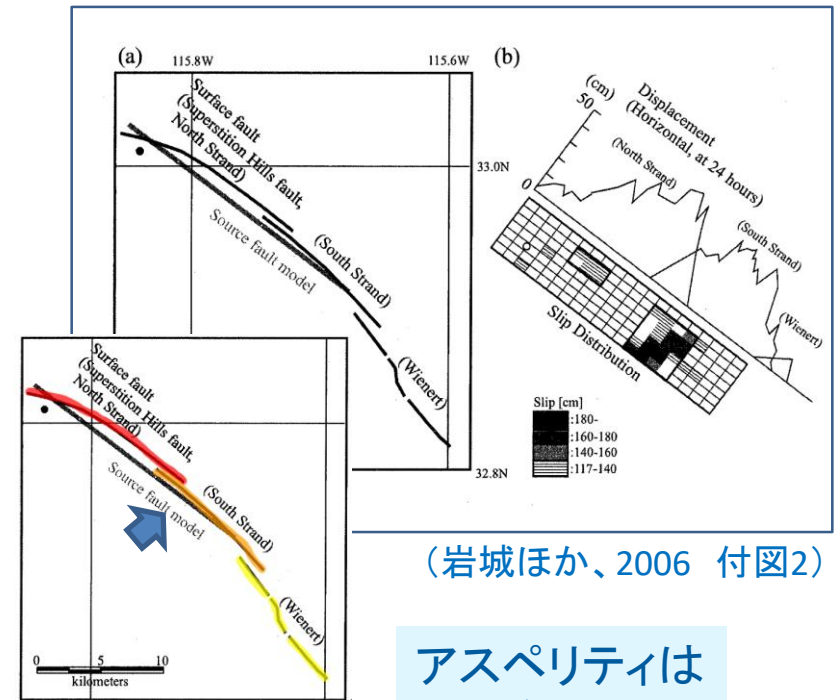 (a)
115.8W
115.6W
(b)
Surface fault
(Superstition Hills fault,
North Strand)
33.0N
Source fault model
(South Strand)
(Wienert)
32.8N
(cm)
50
0
Displacement
(Horizontal, at 24 hours)
(North Strand)
(South Strand)
(Wienert)
Slip Distribution
Slip [cm]
:180-
:160-180
:140-160
:117-140
Surface fault
(Superstition Hills fault,
North Strand)
Source fault model
(South Strand)
(Wienert)
0 5 10
kilometers
(岩城ほか、2006 付図2)
アスペリティは